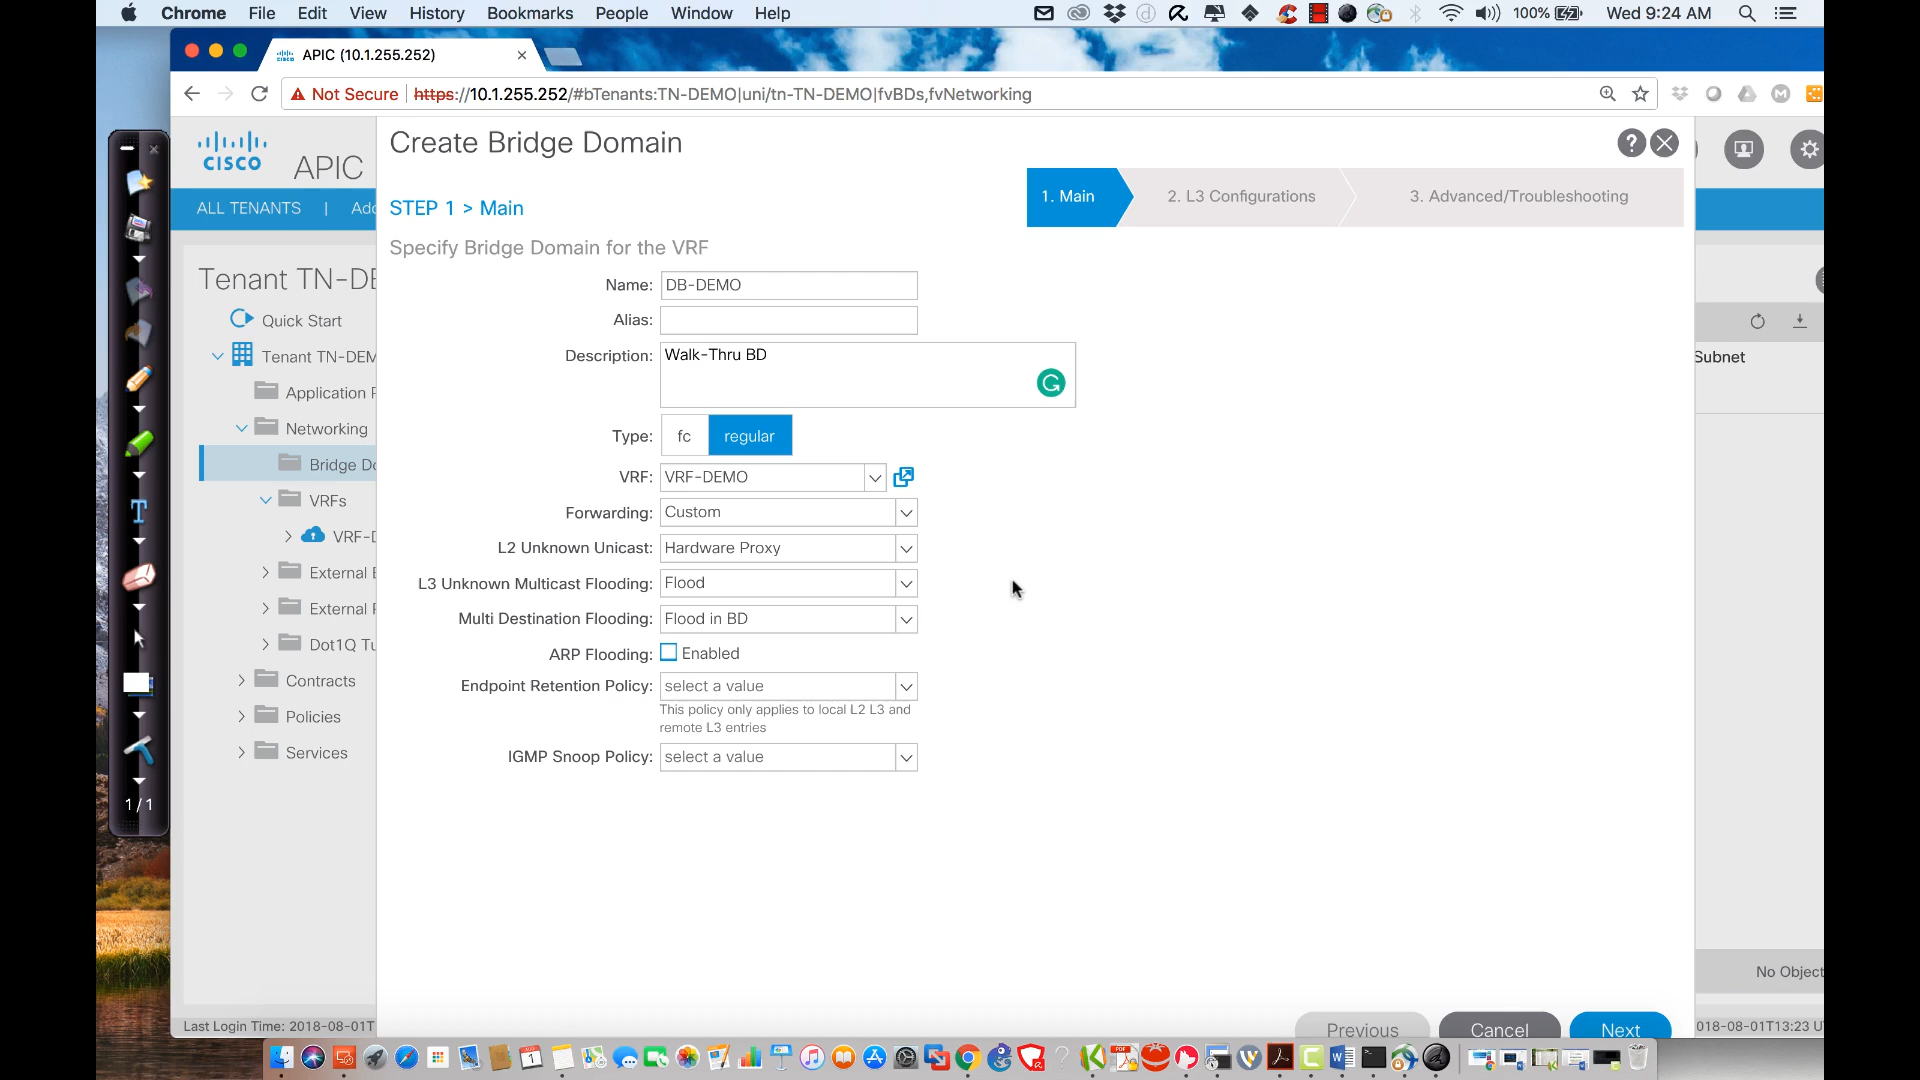 Chrome File Edit View History Bookmarks People Window Help 100% Wed 9:24 AM
APIC (10.1.255.252)
Not Secure https://10.1.255.252/#bTenants:TN-DEMO|uni/tn-TN-DEMO|fvBDs,fvNetworking
cisco APIC
Create Bridge Domain
ALL TENANTS | Add
STEP 1 > Main
1. Main 2. L3 Configurations 3. Advanced/Troubleshooting
Specify Bridge Domain for the VRF
Tenant TN-DE
Quick Start
Tenant TN-DEM
Application P
Networking
Bridge Do
VRFs
VRF-D
External B
External R
Dot1Q Tu
Contracts
Policies
Services
Name: DB-DEMO
Alias:
Description: Walk-Thru BD
Type: fc regular
VRF: VRF-DEMO
Forwarding: Custom
L2 Unknown Unicast: Hardware Proxy
L3 Unknown Multicast Flooding: Flood
Multi Destination Flooding: Flood in BD
ARP Flooding: Enabled
Endpoint Retention Policy: select a value
This policy only applies to local L2 L3 and
remote L3 entries
IGMP Snoop Policy: select a value
Subnet
No Object
1/1
Previous Cancel Next
Last Login Time: 2018-08-01T
018-08-01T13:23 U